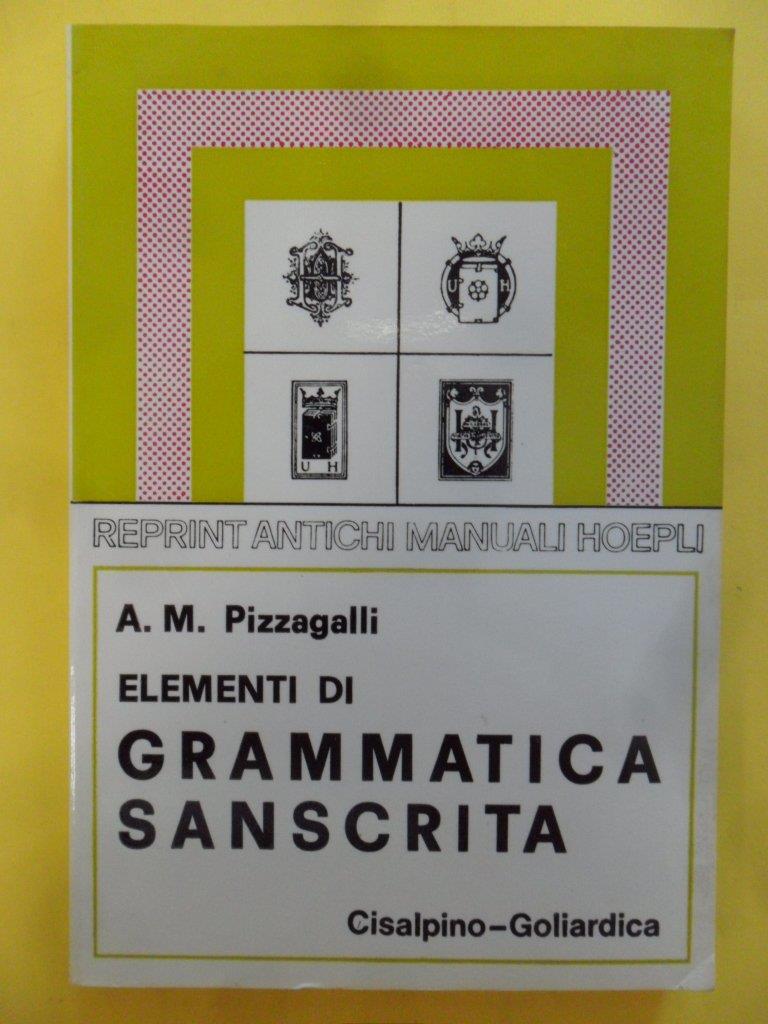 U H
U H
REPRINT ANTICHI MANUALI HOEPLI
A. M. Pizzagalli
ELEMENTI DI
GRAMMATICA
SANSCRITA
Cisalpino–Goliardica